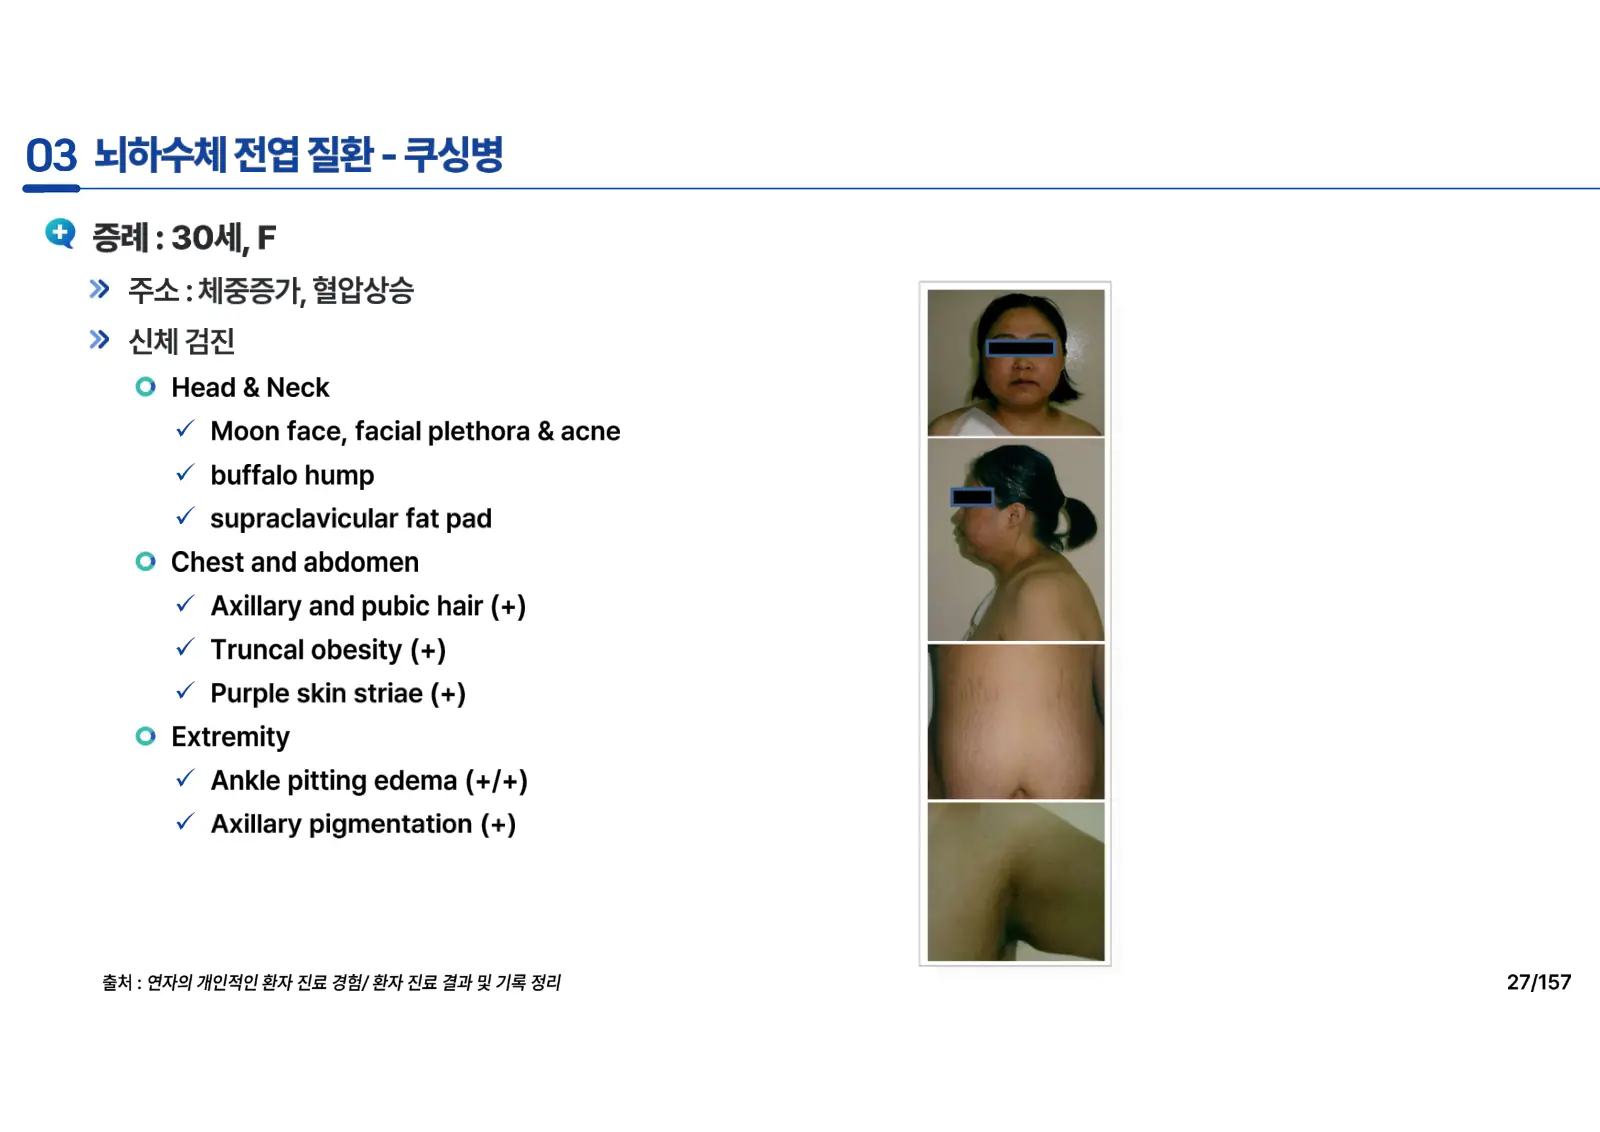 03 뇌하수체 전엽 질환 - 쿠싱병
증례 : 30세, F
주소 : 체중증가, 혈압상승
신체 검진
Head & Neck
Moon face, facial plethora & acne
buffalo hump
supraclavicular fat pad
Chest and abdomen
Axillary and pubic hair (+)
Truncal obesity (+)
Purple skin striae (+)
Extremity
Ankle pitting edema (+/+)
Axillary pigmentation (+)
출처 : 연자의 개인적인 환자 진료 경험/ 환자 진료 결과 및 기록 정리
27/157